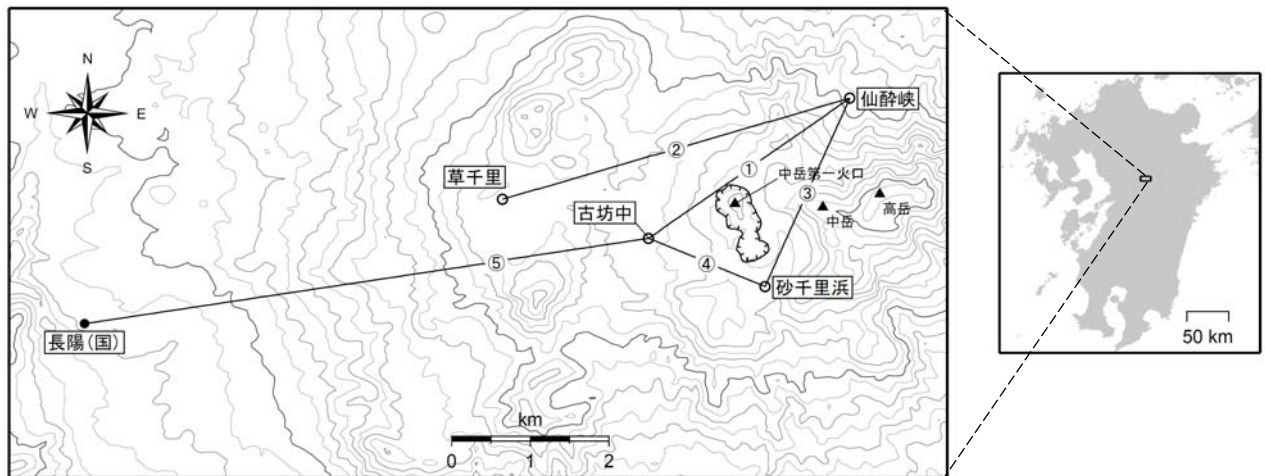 N
W
E
S
仙酔峡
②
草千里
①
中岳第一火口
③
高岳
中岳
古坊中
⑤
④
砂千里浜
長陽(国)
km
0
1
2
50 km